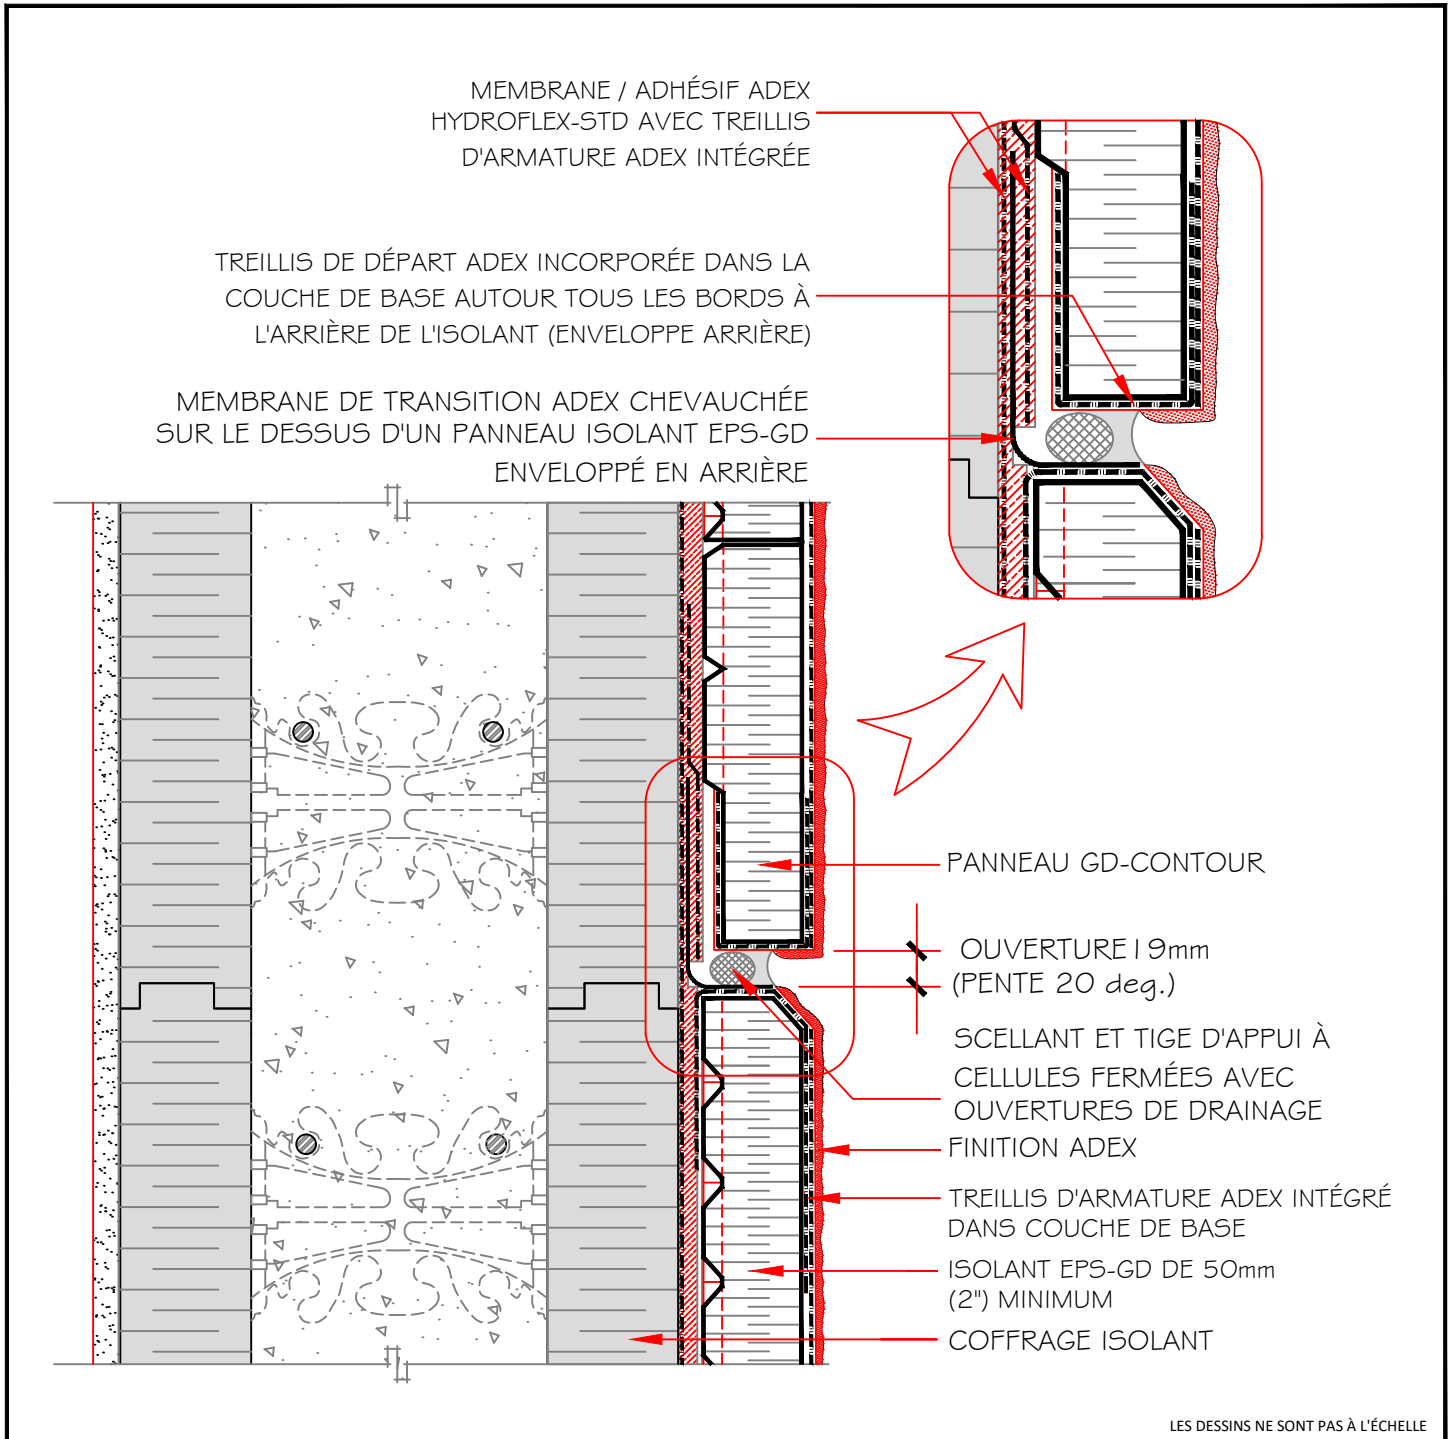 MEMBRANE / ADHÉSIF ADEX
HYDROFLEX-STD AVEC TREILLIS
D'ARMATURE ADEX INTÉGRÉE
TREILLIS DE DÉPART ADEX INCORPORÉE DANS LA
COUCHE DE BASE AUTOUR TOUS LES BORDS À
L'ARRIÈRE DE L'ISOLANT (ENVELOPPE ARRIÈRE)
MEMBRANE DE TRANSITION ADEX CHEVAUCHÉE
SUR LE DESSUS D'UN PANNEAU ISOLANT EPS-GD
ENVELOPPÉ EN ARRIÈRE
PANNEAU GD-CONTOUR
OUVERTURE 19mm
(PENTE 20 deg.)
SCELLANT ET TIGE D'APPUI À
CELLULES FERMÉES AVEC
OUVERTURES DE DRAINAGE
FINITION ADEX
TREILLIS D'ARMATURE ADEX INTÉGRÉ
DANS COUCHE DE BASE
ISOLANT EPS-GD DE 50mm
(2") MINIMUM
COFFRAGE ISOLANT
LES DESSINS NE SONT PAS À L'ÉCHELLE